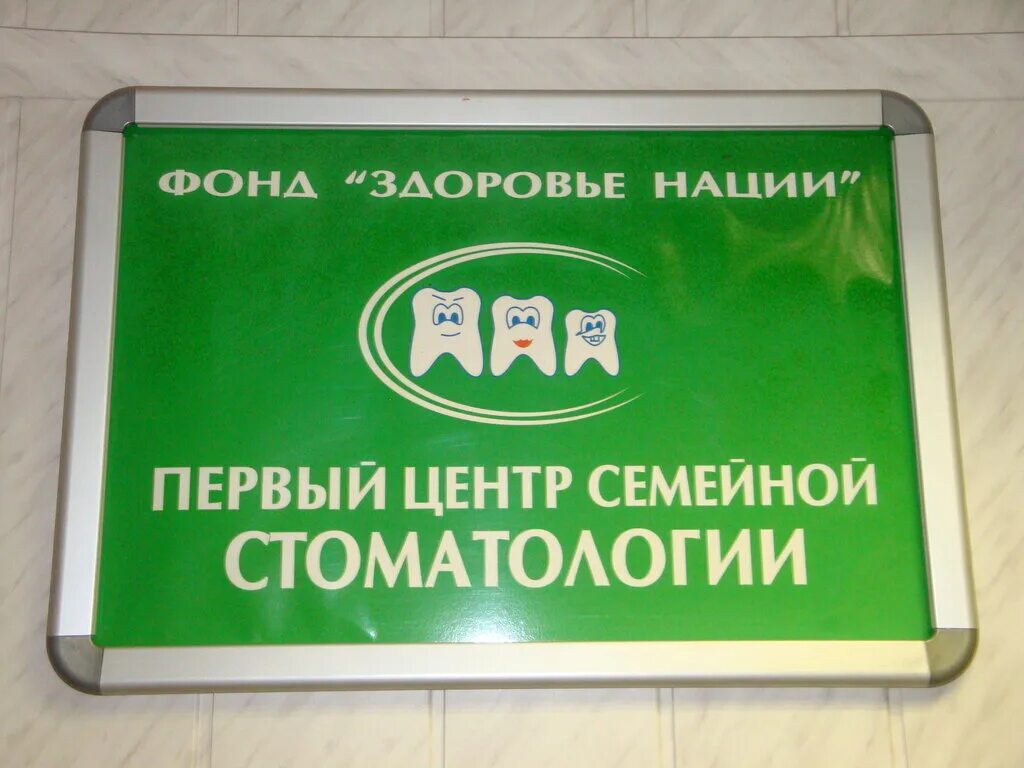 ФОНД “ЗДОРОВЬЕ НАЦИИ”
ПЕРВЫЙ ЦЕНТР СЕМЕЙНОЙ
СТОМАТОЛОГИИ